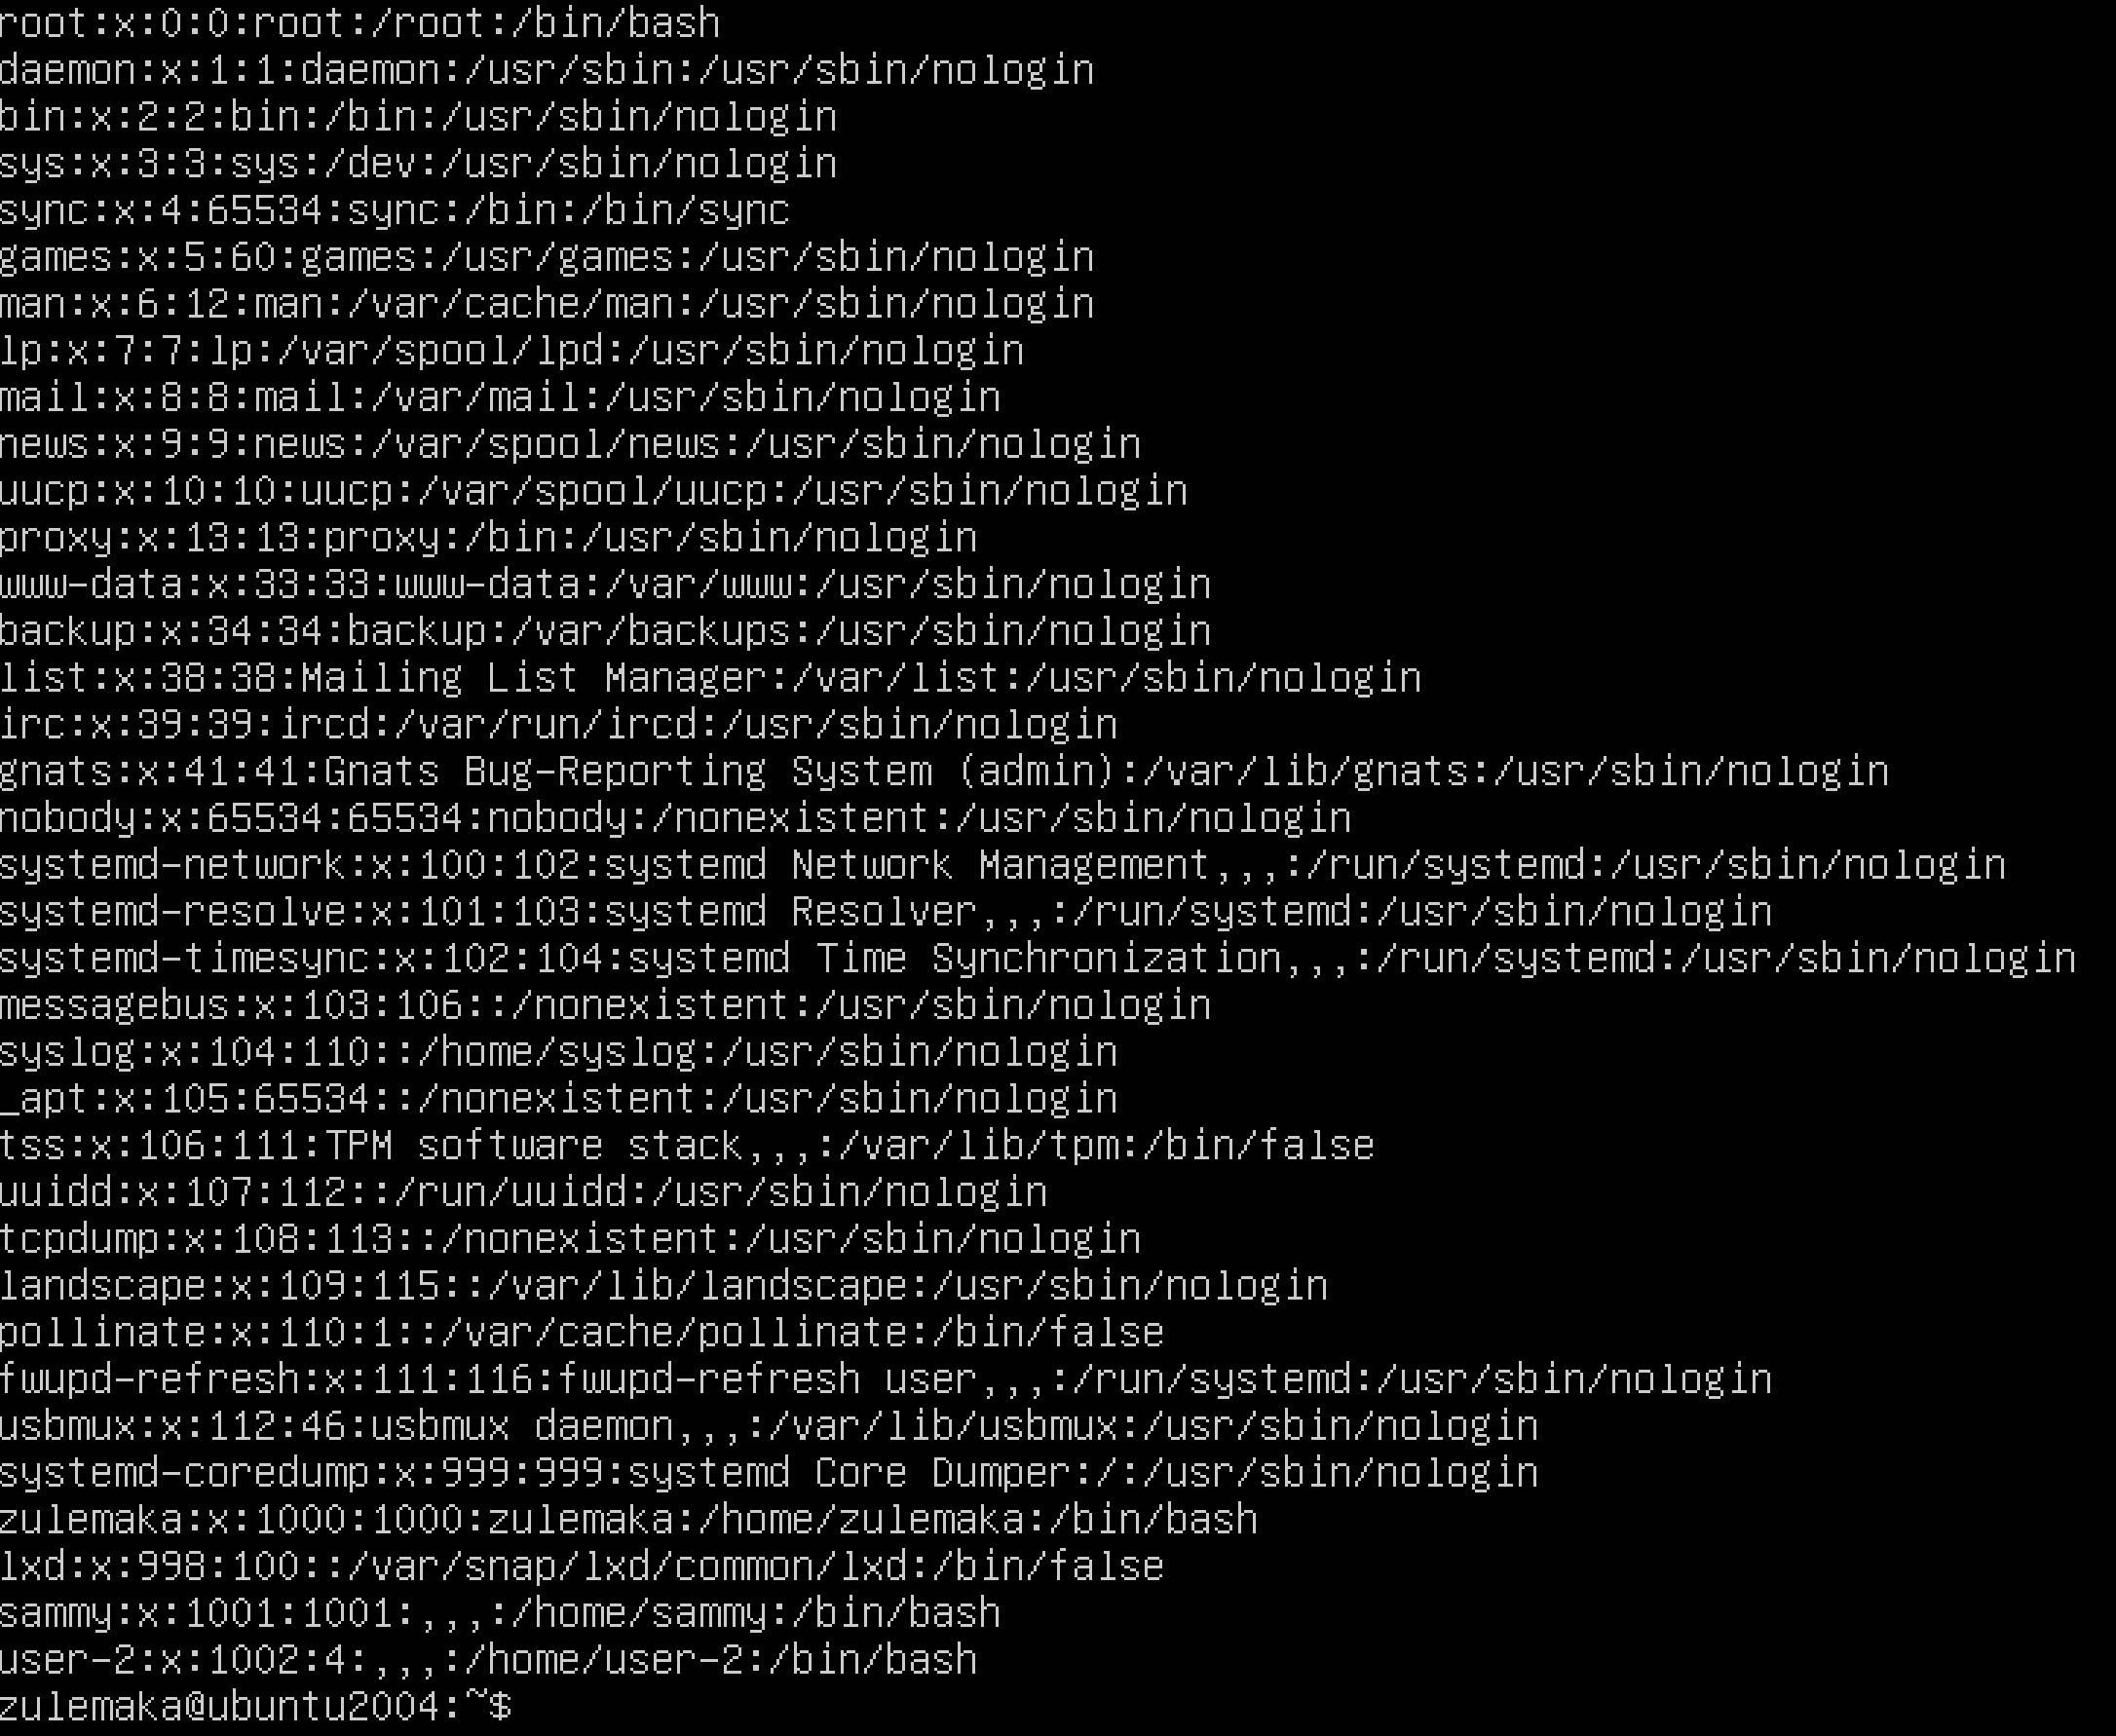 root:x:0:0:root:/root:/bin/bash
daemon:x:1:1:daemon:/usr/sbin:/usr/sbin/nologin
bin:x:2:2:bin:/bin:/usr/sbin/nologin
sys:x:3:3:sys:/dev:/usr/sbin/nologin
sync:x:4:65534:sync:/bin:/bin/sync
games:x:5:60:games:/usr/games:/usr/sbin/nologin
man:x:6:12:man:/var/cache/man:/usr/sbin/nologin
lp:x:7:7:lp:/var/spool/lpd:/usr/sbin/nologin
mail:x:8:8:mail:/var/mail:/usr/sbin/nologin
news:x:9:9:news:/var/spool/news:/usr/sbin/nologin
uucp:x:10:10:uucp:/var/spool/uucp:/usr/sbin/nologin
proxy:x:13:13:proxy:/bin:/usr/sbin/nologin
www-data:x:33:33:www-data:/var/www:/usr/sbin/nologin
backup:x:34:34:backup:/var/backups:/usr/sbin/nologin
list:x:38:38:Mailing List Manager:/var/list:/usr/sbin/nologin
irc:x:39:39:ircd:/var/run/ircd:/usr/sbin/nologin
gnats:x:41:41:Gnats Bug-Reporting System (admin):/var/lib/gnats:/usr/sbin/nologin
nobody:x:65534:65534:nobody:/nonexistent:/usr/sbin/nologin
systemd-network:x:100:102:systemd Network Management,,,:/run/systemd:/usr/sbin/nologin
systemd-resolve:x:101:103:systemd Resolver,,,:/run/systemd:/usr/sbin/nologin
systemd-timesync:x:102:104:systemd Time Synchronization,,,:/run/systemd:/usr/sbin/nologin
messagebus:x:103:106::/nonexistent:/usr/sbin/nologin
syslog:x:104:110::/home/syslog:/usr/sbin/nologin
_apt:x:105:65534::/nonexistent:/usr/sbin/nologin
tss:x:106:111:TPM software stack,,,:/var/lib/tpm:/bin/false
uuidd:x:107:112::/run/uuidd:/usr/sbin/nologin
tcpdump:x:108:113::/nonexistent:/usr/sbin/nologin
landscape:x:109:115::/var/lib/landscape:/usr/sbin/nologin
pollinate:x:110:1::/var/cache/pollinate:/bin/false
fwupd-refresh:x:111:116:fwupd-refresh user,,,:/run/systemd:/usr/sbin/nologin
usbmux:x:112:46:usbmux daemon,,,:/var/lib/usbmux:/usr/sbin/nologin
systemd-coredump:x:999:999:systemd Core Dumper:/:/usr/sbin/nologin
zulemaka:x:1000:1000:zulemaka:/home/zulemaka:/bin/bash
lxd:x:998:100::/var/snap/lxd/common/lxd:/bin/false
sammy:x:1001:1001:,,,:/home/sammy:/bin/bash
user-2:x:1002:4:,,,:/home/user-2:/bin/bash
zulemaka@ubuntu2004:~$